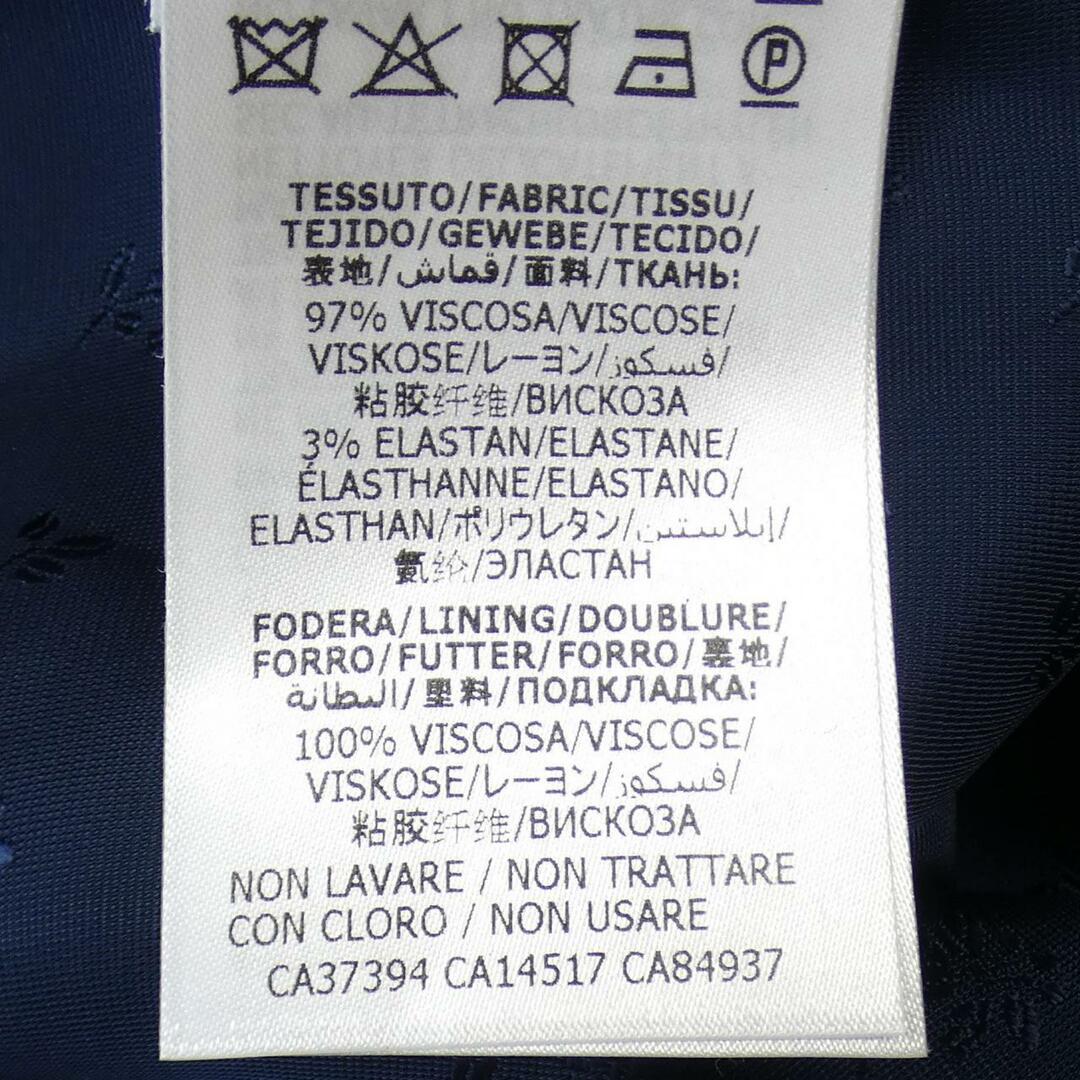 P
TESSUTO/FABRIC/TISSU/
TEJIDO/GEWEBE/TECIDO/
表地/قماش/面料/ТКАНЬ:
97% VISCOSA/VISCOSE/
VISKOSE/レーヨン/فسكوز/
粘胶纤维/ВИСКОЗА
3% ELASTAN/ELASTANE/
ÉLASTHANNE/ELASTANO/
ELASTHAN/ポリウレタン/إيلاستين/
氨纶/ЭЛАСТАН
FODERA/LINING/DOUBLURE/
FORRO/FUTTER/FORRO/裏地/
البطانة/里料/ПОДКЛАДКА:
100% VISCOSA/VISCOSE/
VISKOSE/レーヨン/فسكوز/
粘胶纤维/ВИСКОЗА
NON LAVARE / NON TRATTARE
CON CLORO / NON USARE
CA37394 CA14517 CA84937